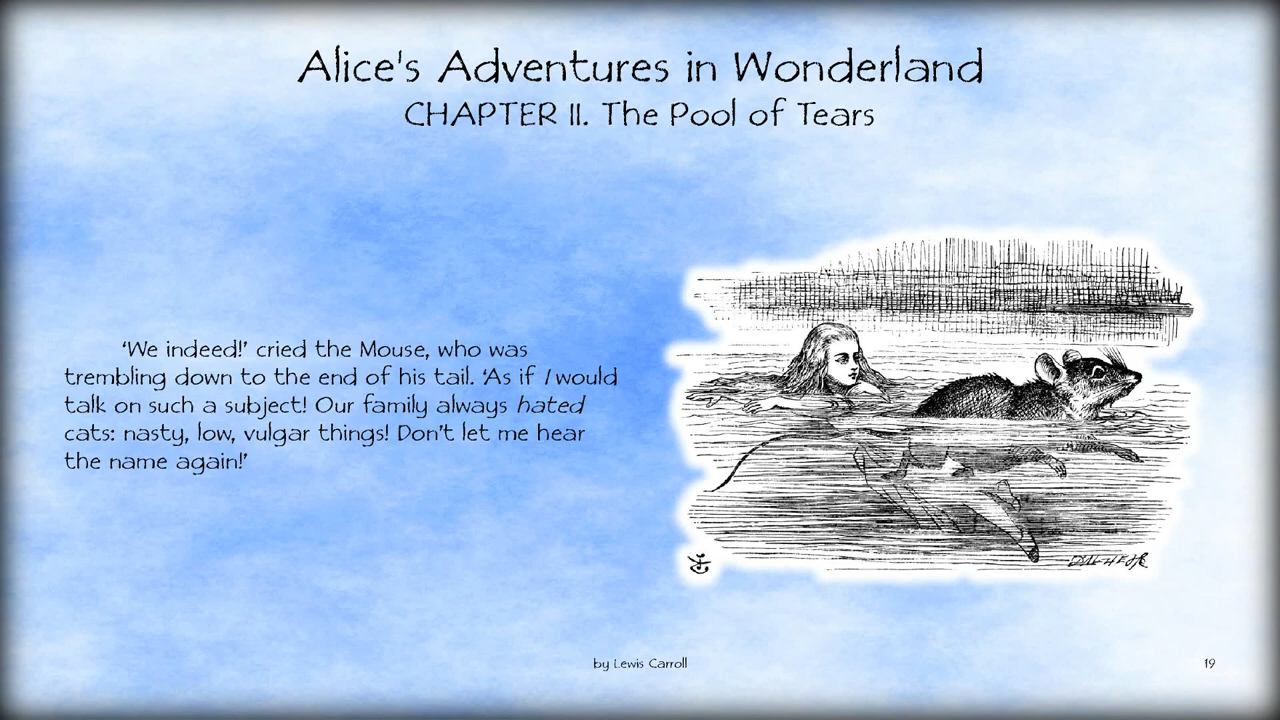 Alice's Adventures in Wonderland
CHAPTER II. The Pool of Tears
‘We indeed!’ cried the Mouse, who was
trembling down to the end of his tail. ‘As if I would
talk on such a subject! Our family always hated
cats: nasty, low, vulgar things! Don’t let me hear
the name again!’
by Lewis Carroll
19